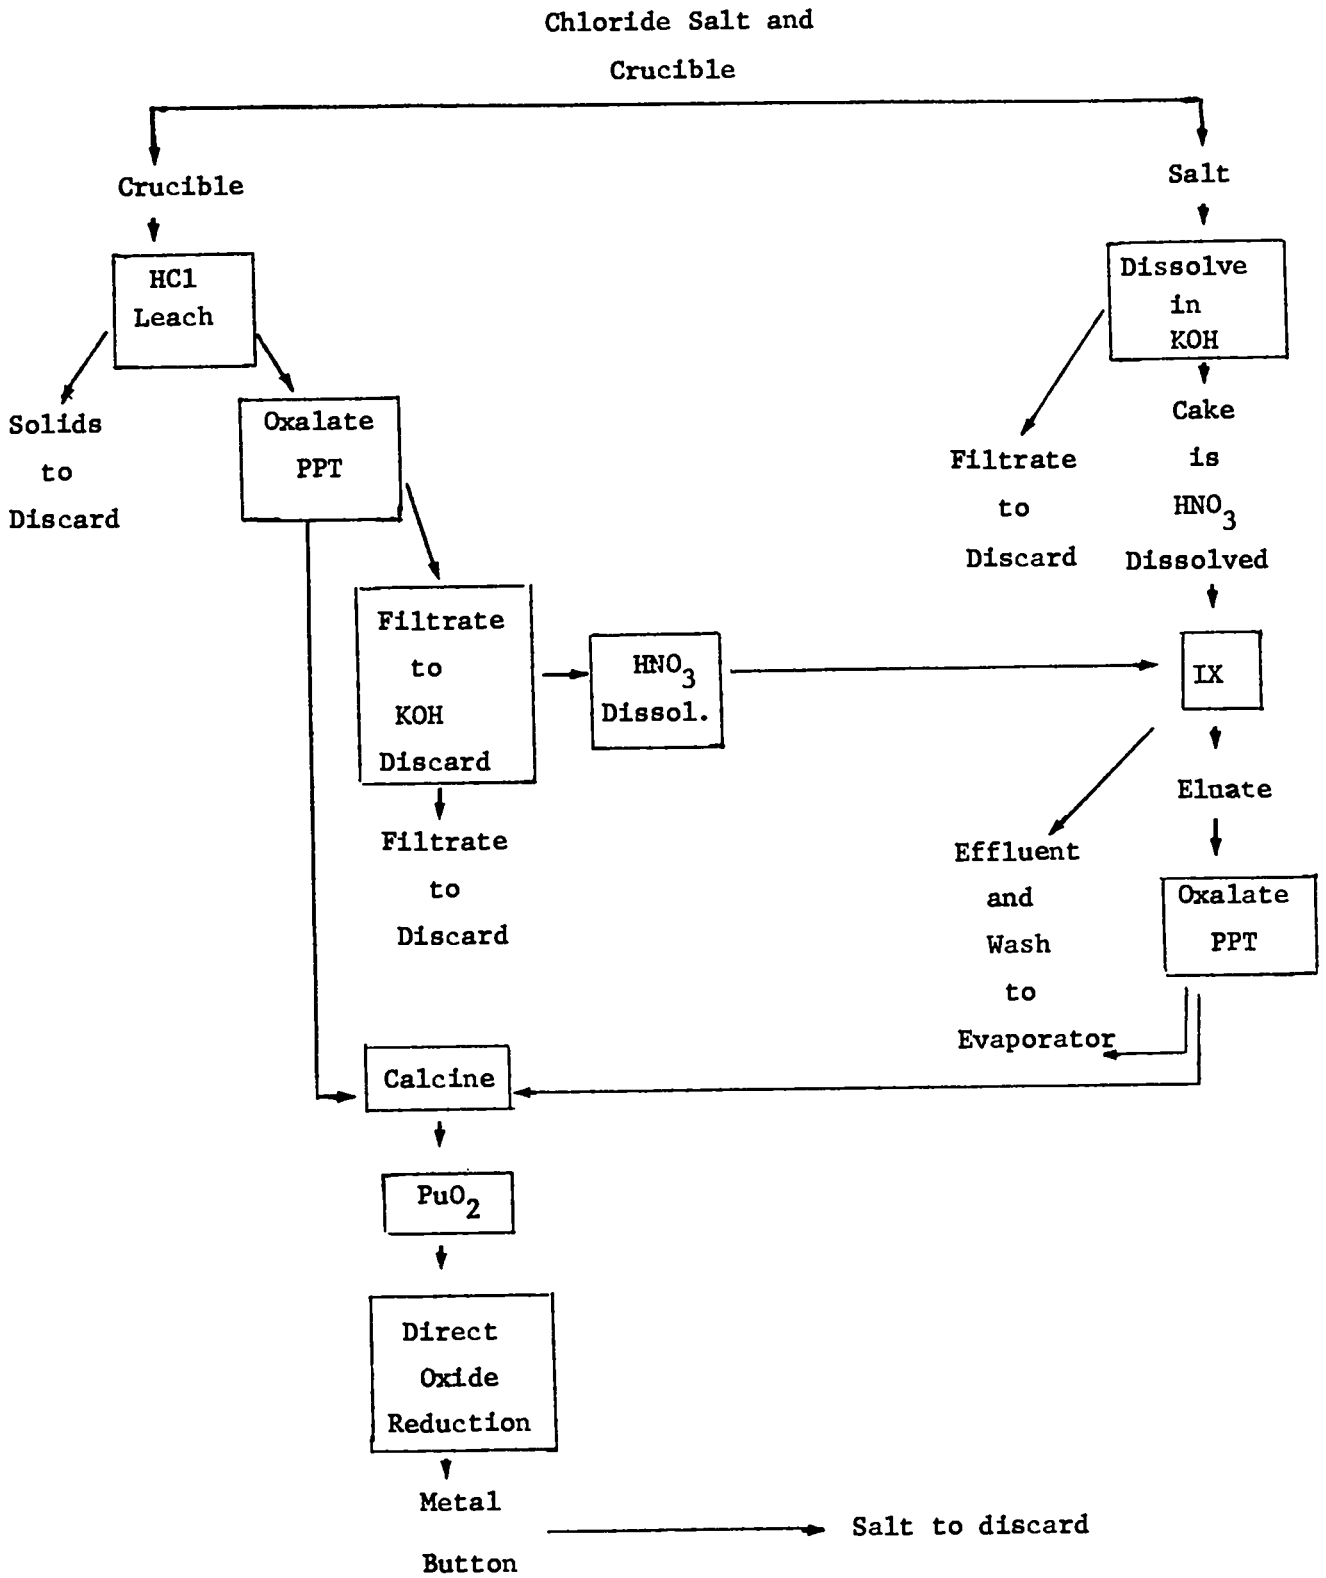 Chloride Salt and
Crucible
Crucible
HCl
Leach
Solids
to
Discard
Oxalate
PPT
Filtrate
to
KOH
Discard
HNO3
Dissol.
Filtrate
to
Discard
Salt
Dissolve
in
KOH
Filtrate
to
Discard
Cake
is
HNO3
Dissolved
IX
Eluate
Effluent
and
Wash
to
Evaporator
Oxalate
PPT
Calcine
PuO2
Direct
Oxide
Reduction
Metal
Button
Salt to discard